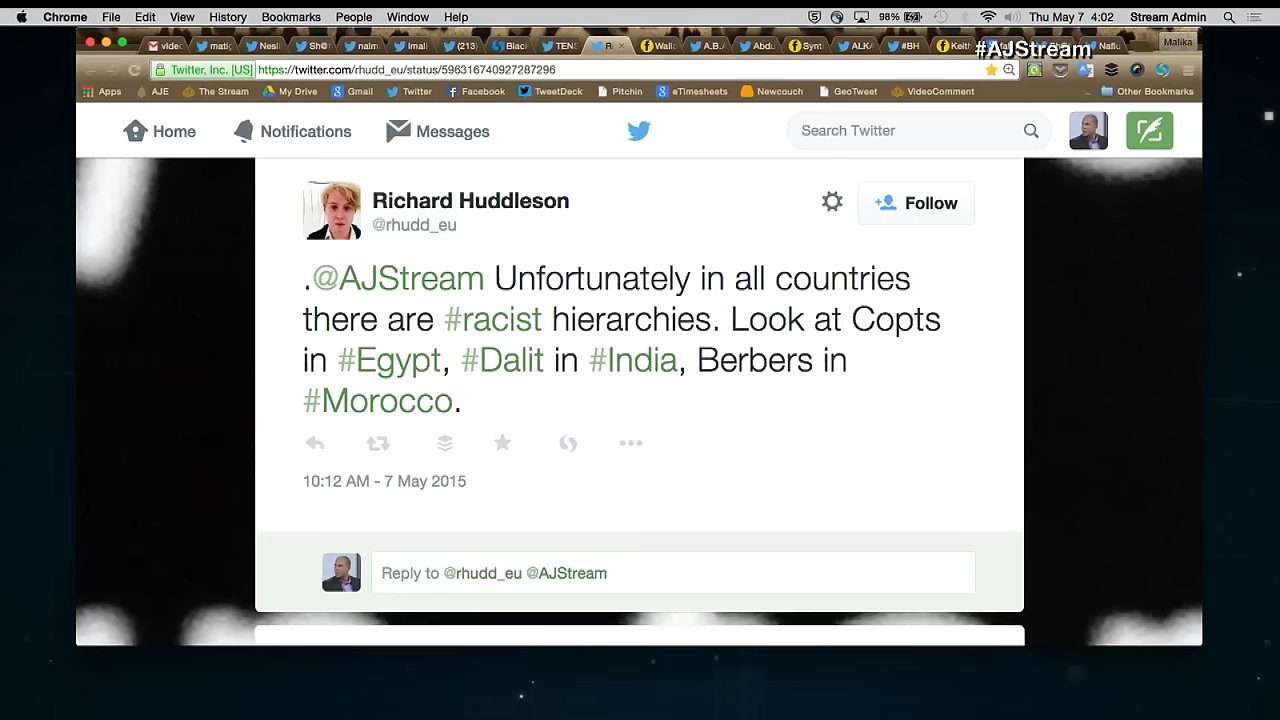 Chrome File Edit View History Bookmarks People Window Help 98% Thu May 7 4:02 Stream Admin
#AJStream
Malika
Twitter, Inc. [US] https://twitter.com/rhudd_eu/status/596316740927287296
Apps AJE The Stream My Drive Gmail Twitter Facebook TweetDeck Pitchin eTimesheets Newcouch GeoTweet VideoComment Other Bookmarks
Home Notifications Messages Search Twitter
Richard Huddleson
@rhudd_eu
Follow
.@AJStream Unfortunately in all countries
there are #racist hierarchies. Look at Copts
in #Egypt, #Dalit in #India, Berbers in
#Morocco.
10:12 AM - 7 May 2015
Reply to @rhudd_eu @AJStream